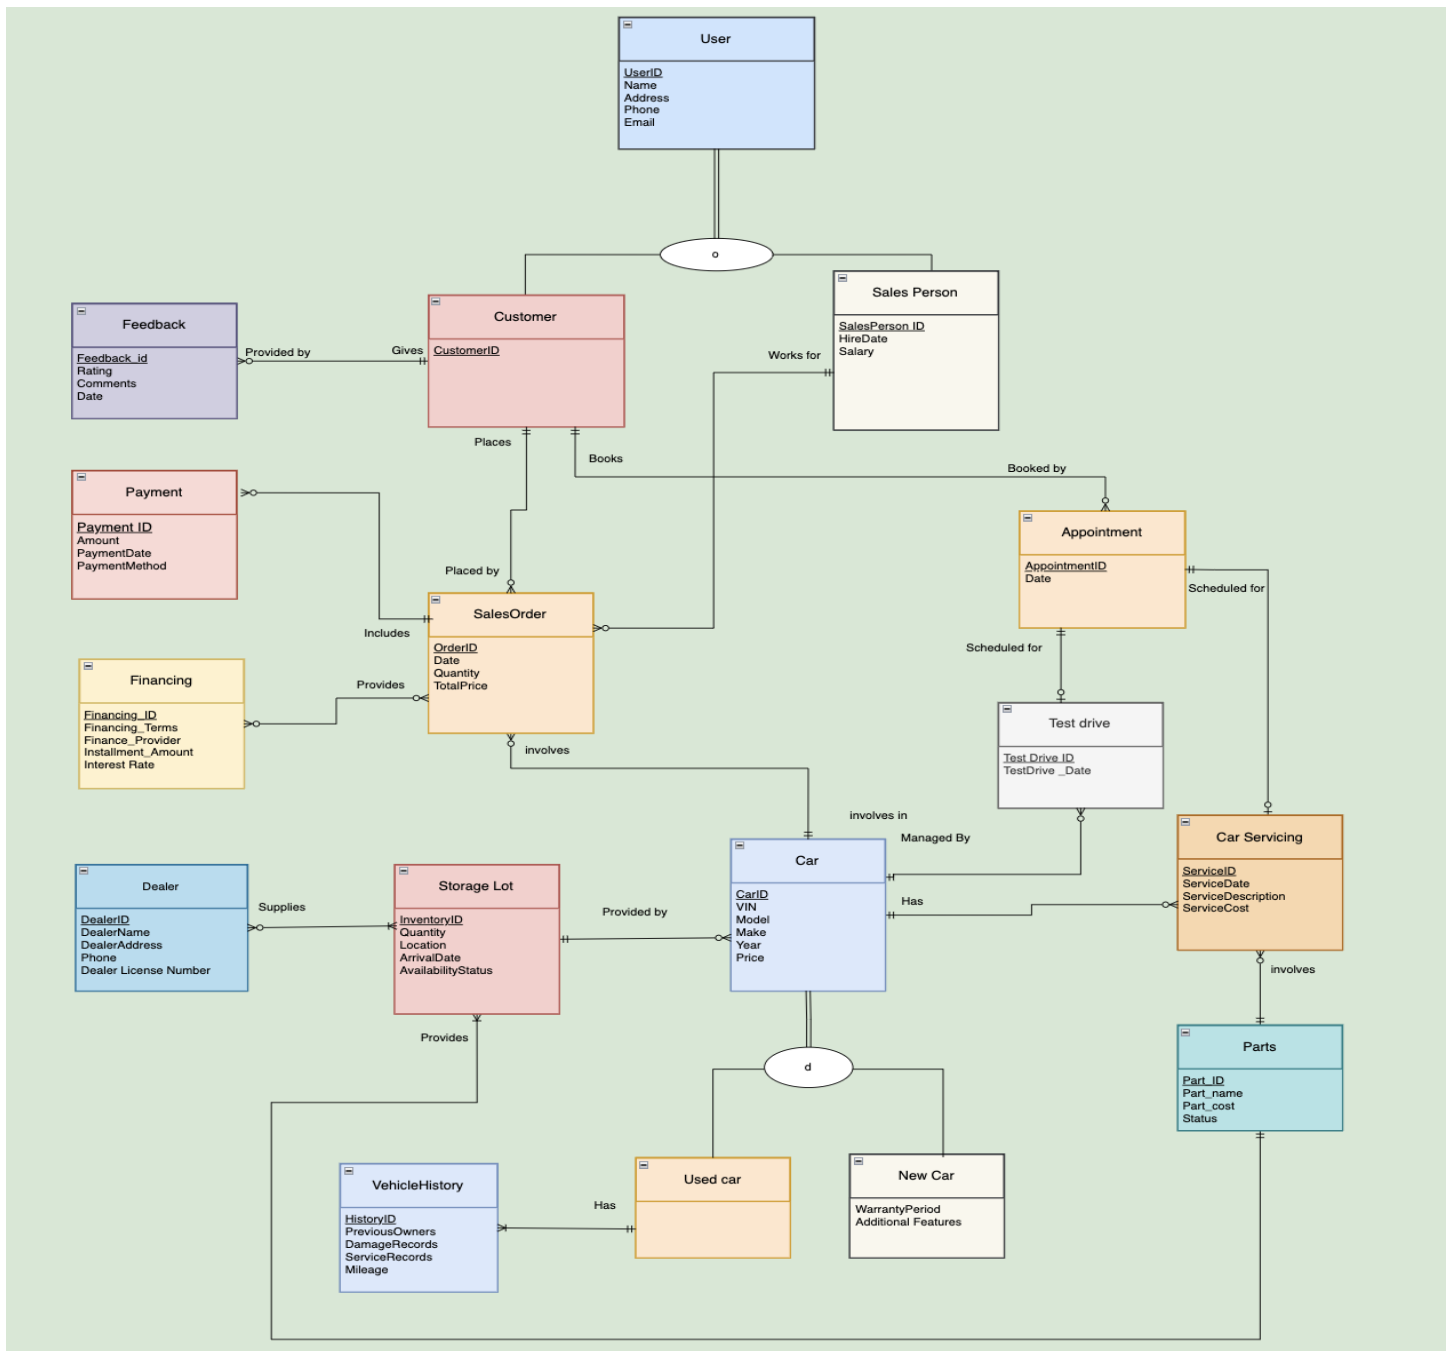 User
UserID
Name
Address
Phone
Email
o
Customer
CustomerID
Sales Person
SalesPerson ID
HireDate
Salary
Feedback
Feedback_id
Rating
Comments
Date
Provided by
Gives
Works for
Places
Books
Booked by
Payment
Payment ID
Amount
PaymentDate
PaymentMethod
Appointment
AppointmentID
Date
Placed by
Scheduled for
SalesOrder
OrderID
Date
Quantity
TotalPrice
Includes
Scheduled for
Financing
Financing_ID
Financing_Terms
Finance_Provider
Installment_Amount
Interest Rate
Provides
Test drive
Test Drive ID
TestDrive _Date
involves
involves in
Managed By
Car Servicing
ServiceID
ServiceDate
ServiceDescription
ServiceCost
Car
CarID
VIN
Model
Make
Year
Price
Has
Dealer
DealerID
DealerName
DealerAddress
Phone
Dealer License Number
Supplies
Storage Lot
InventoryID
Quantity
Location
ArrivalDate
AvailabilityStatus
Provided by
involves
Provides
d
Parts
Part_ID
Part_name
Part_cost
Status
VehicleHistory
HistoryID
PreviousOwners
DamageRecords
ServiceRecords
Mileage
Has
Used car
New Car
WarrantyPeriod
Additional Features